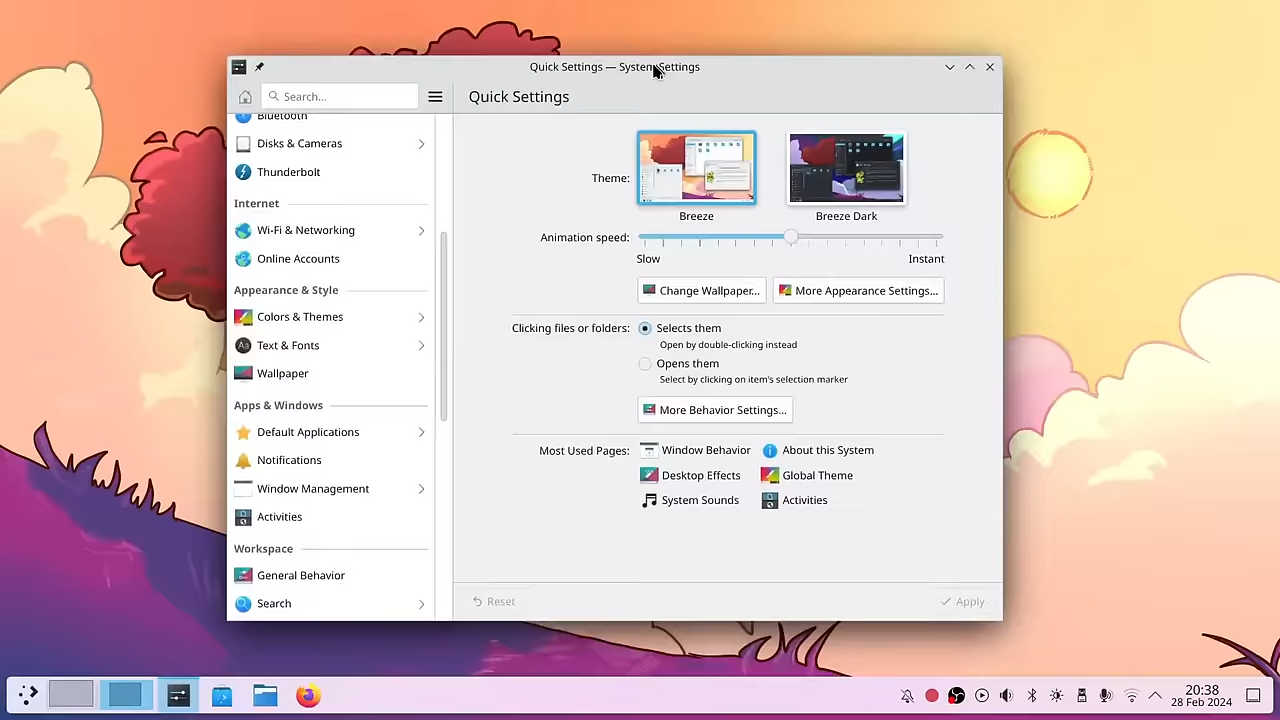 Quick Settings — System Settings
Search...
Quick Settings
Bluetooth
Disks & Cameras
Thunderbolt
Internet
Wi-Fi & Networking
Online Accounts
Appearance & Style
Colors & Themes
Aa
Text & Fonts
Wallpaper
Apps & Windows
Default Applications
Notifications
Window Management
Activities
Workspace
General Behavior
Search
Theme:
Breeze
Breeze Dark
Animation speed:
Slow
Instant
Change Wallpaper...
More Appearance Settings...
Clicking files or folders:
Selects them
Open by double-clicking instead
Opens them
Select by clicking on item's selection marker
More Behavior Settings...
Most Used Pages:
Window Behavior
About this System
Desktop Effects
Global Theme
System Sounds
Activities
Reset
Apply
20:38
28 Feb 2024